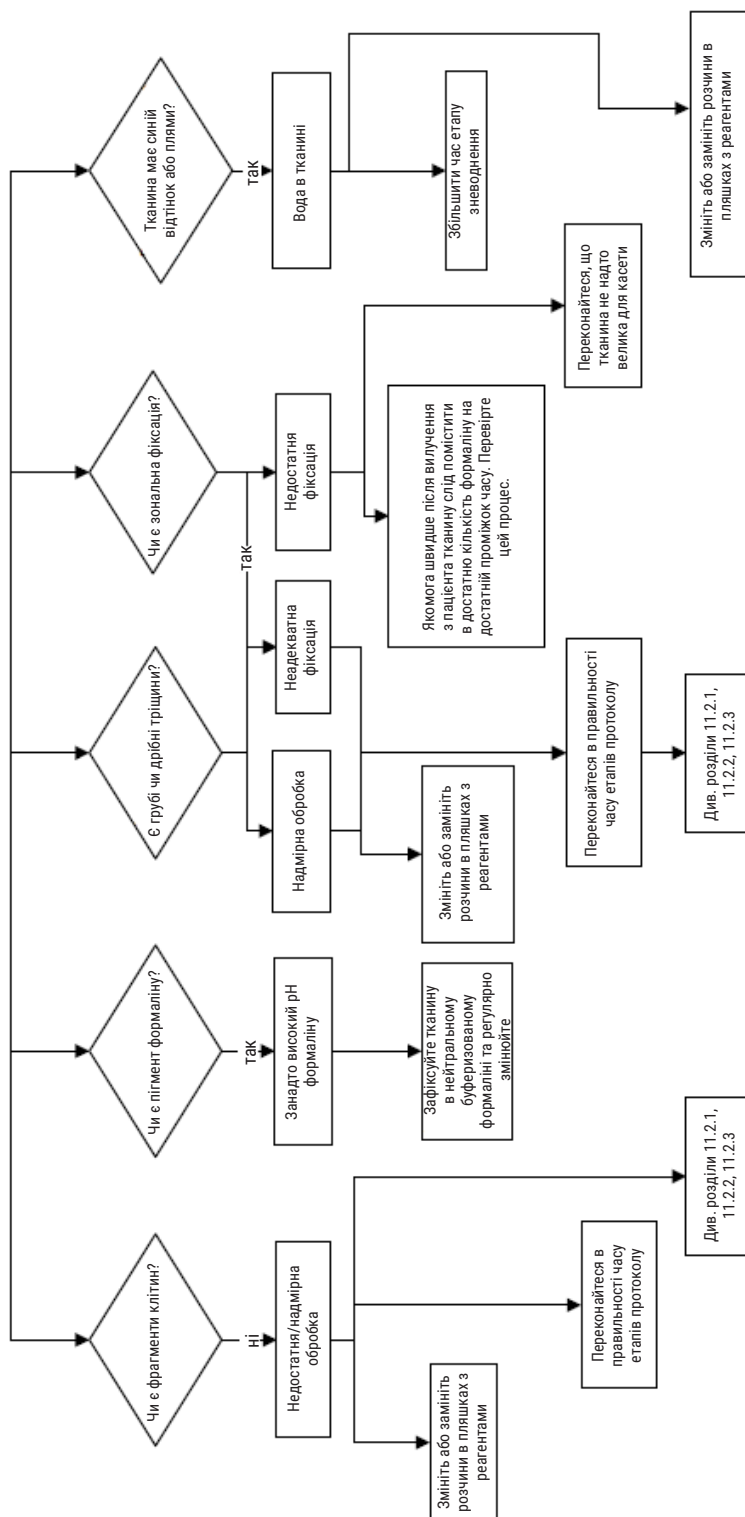 Чи є фрагменти клітин?
ні
Недостатня/надмірна
обробка
Змініть або замініть
розчини в пляшках з
реагентами
Переконайтеся в
правильності часу
етапів протоколу
Див. розділи 11.2.1,
11.2.2, 11.2.3
Чи є пігмент формаліну?
так
Занадто високий pH
формаліну
Зафіксуйте тканину
в нейтральному
буферизованому
формаліні та регулярно
змінюйте
Є грубі чи дрібні тріщини?
так
Надмірна обробка
Неадекватна
фіксація
Змініть або замініть
розчини в пляшках з
реагентами
Переконайтеся в правильності
часу етапів протоколу
Див. розділи 11.2.1,
11.2.2, 11.2.3
Чи є зональна фіксація?
Недостатня
фіксація
Якомога швидше після вилучення
з пацієнта тканину слід помістити
в достатню кількість формаліну на
достатній проміжок часу. Перевірте
цей процес.
Переконайтеся, що
тканина не надто
велика для касети
Тканина має синій
відтінок або плями?
так
Вода в тканині
Збільшити час етапу
зневоднення
Змініть або замініть розчини в
пляшках з реагентами